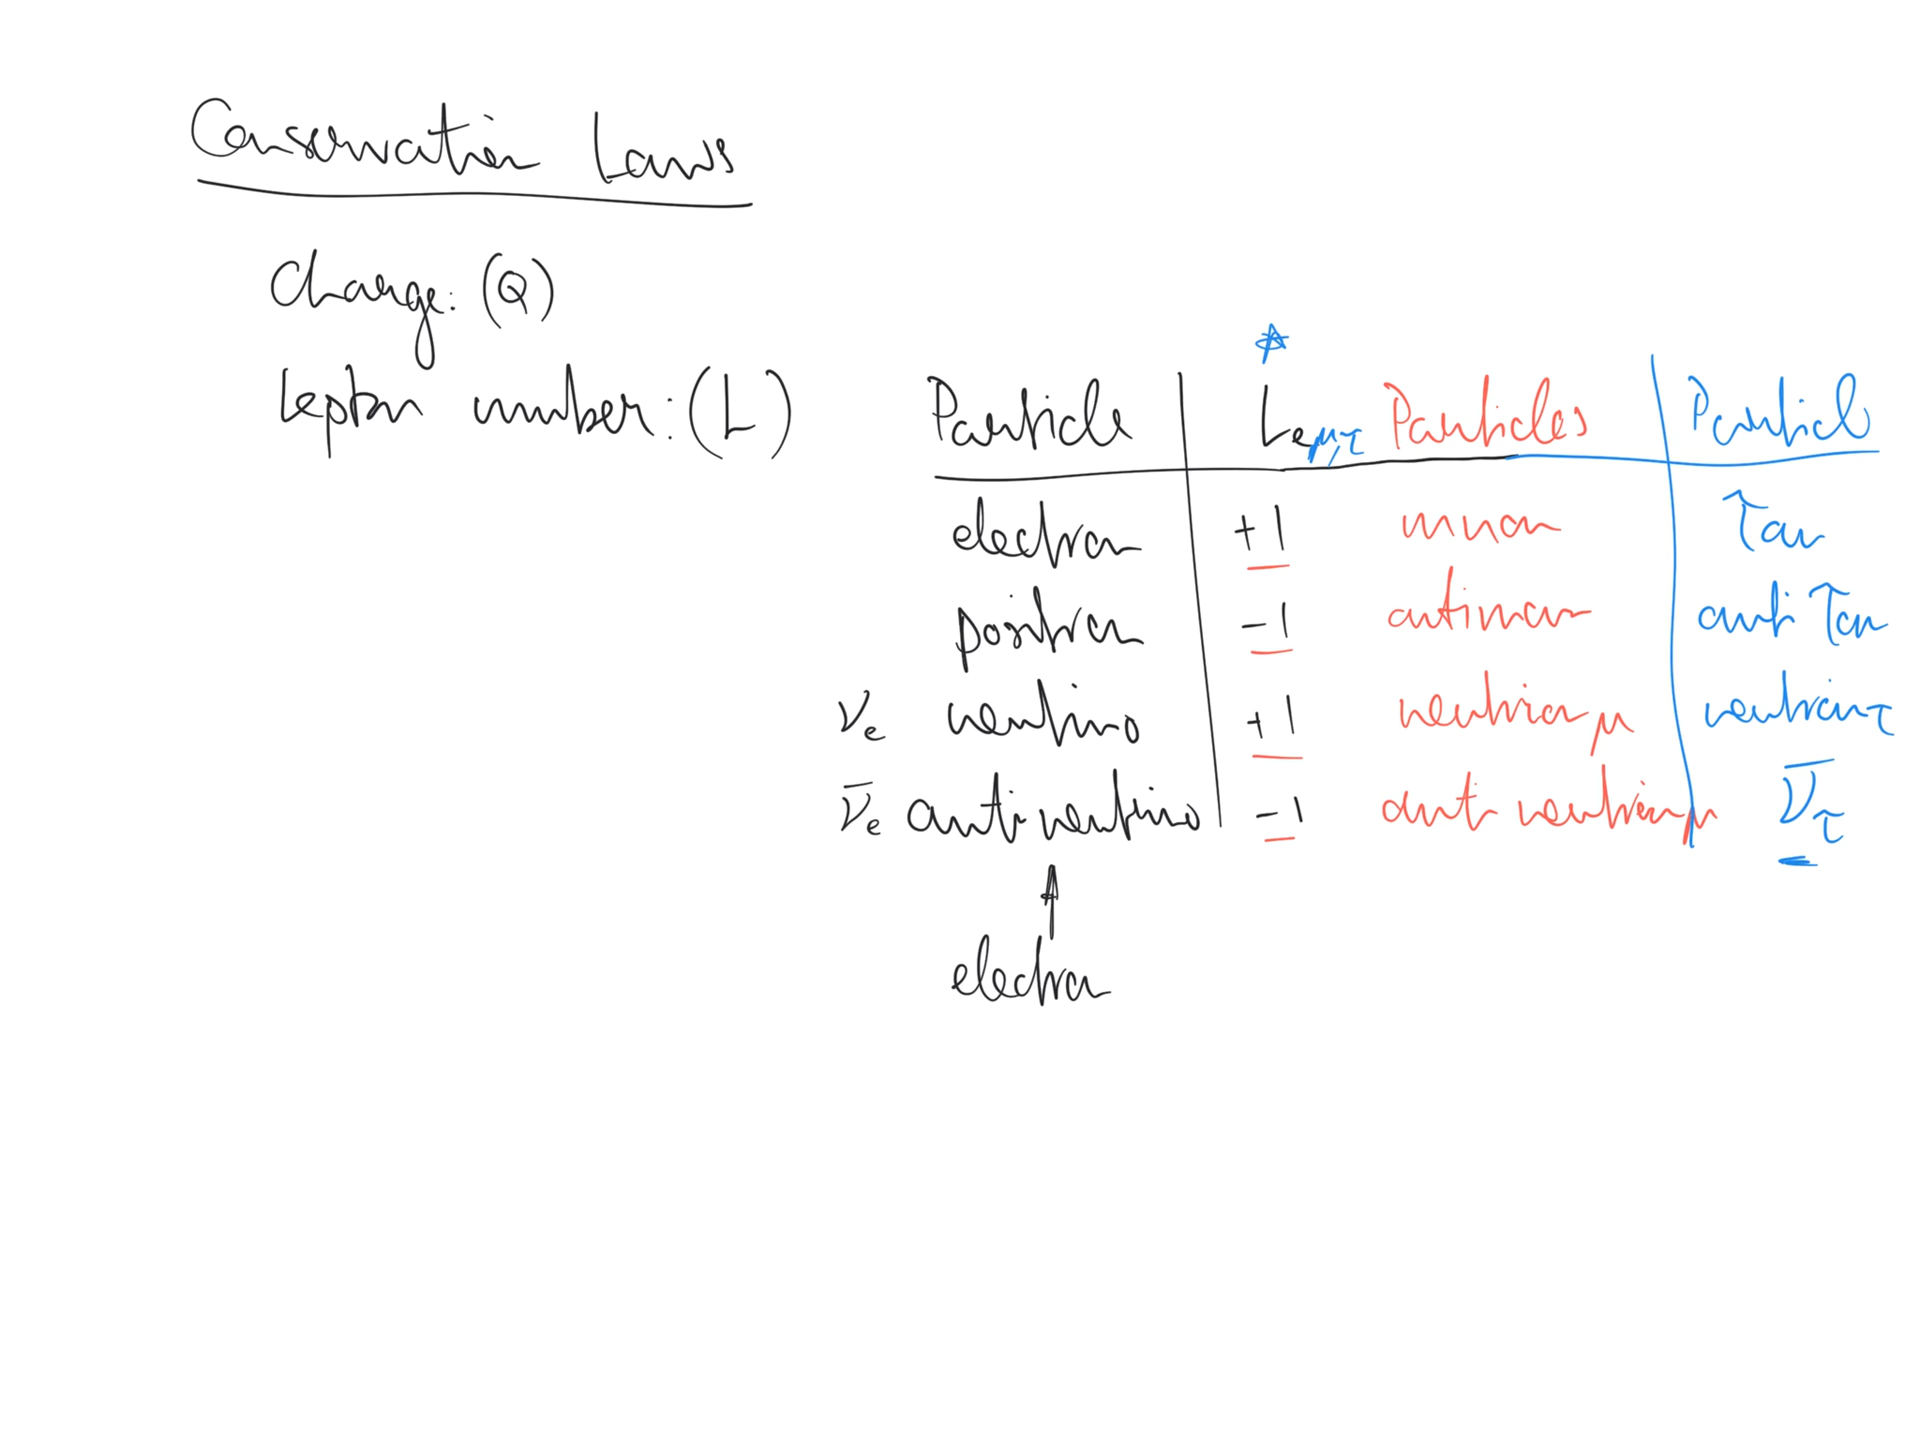 Conservation Laws
Charge: (Q)
Lepton number: (L)
*
Particle | Le,μ,τ Particles | Particle
electron +1 muon Tau
positron -1 antimuon anti Tau
νe neutrino +1 neutrino μ neutrino τ
ν̄e antineutrino -1 anti neutrino μ ν̄τ
electron